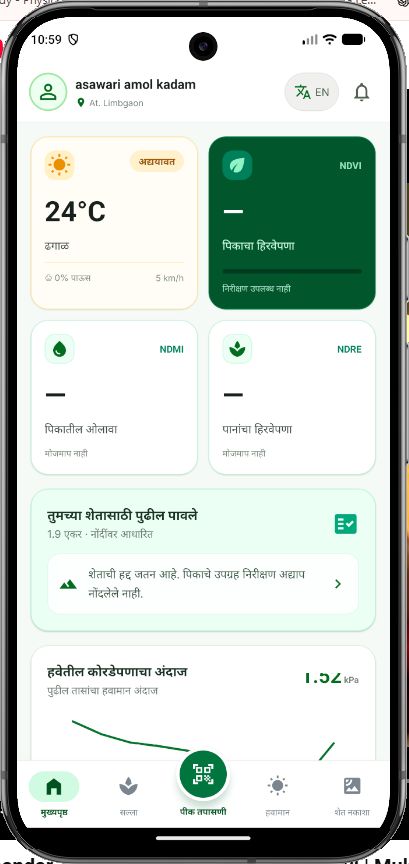 10:59
asawari amol kadam
At. Limbgaon
EN
अद्ययावत
24°C
ढगाळ
0% पाऊस
5 km/h
NDVI
—
पिकाचा हिरवेपणा
निरीक्षण उपलब्ध नाही
NDMI
—
पिकातील ओलावा
मोजमाप नाही
NDRE
—
पानांचा हिरवेपणा
मोजमाप नाही
तुमच्या शेतासाठी पुढील पावले
1.9 एकर · नोंदींवर आधारित
शेताची हद्द जतन आहे. पिकाचे उपग्रह निरीक्षण अद्याप
नोंदलेले नाही.
हवेतील कोरडेपणाचा अंदाज
1.52 kPa
पुढील तासांचा हवामान अंदाज
मुख्यपृष्ठ
सल्ला
पीक तपासणी
हवामान
शेत नकाशा